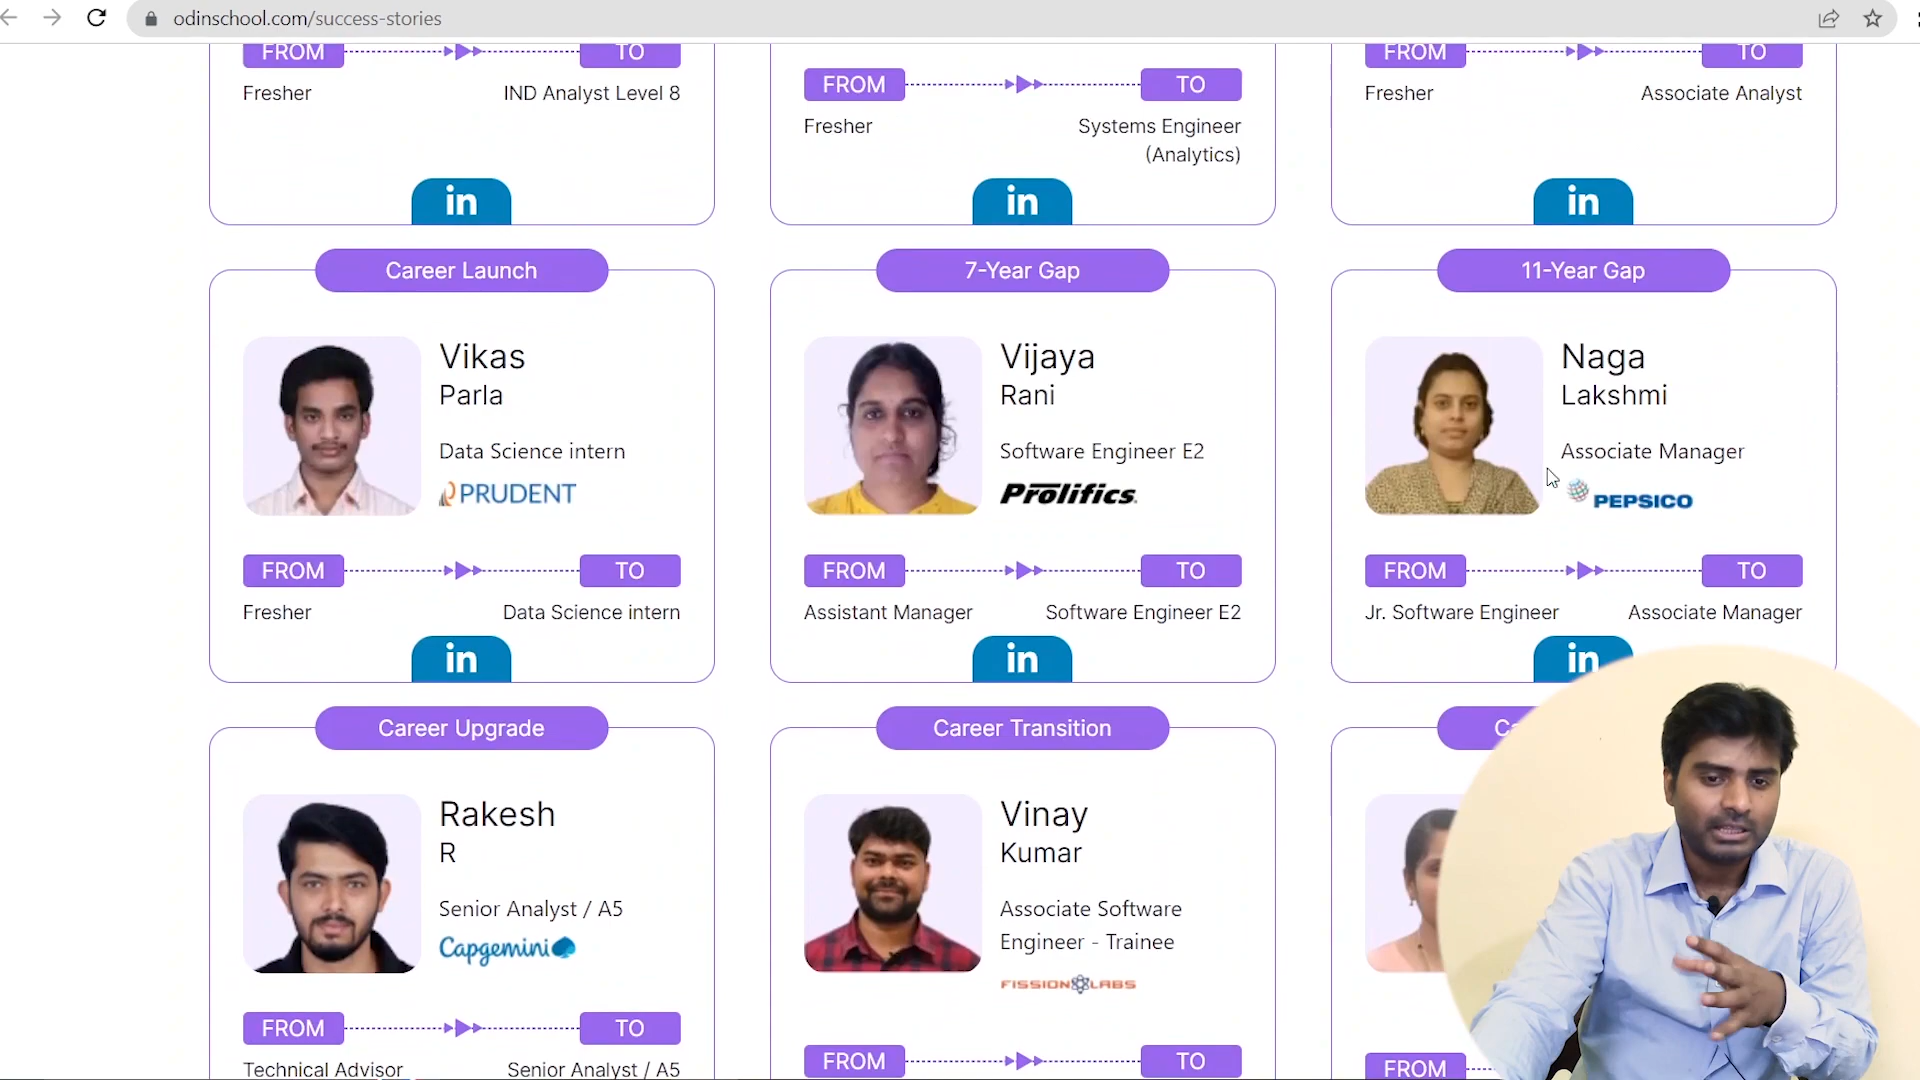 odinschool.com/success-stories
FROM TO
Fresher IND Analyst Level 8
in
FROM TO
Fresher Systems Engineer
(Analytics)
in
FROM TO
Fresher Associate Analyst
in
Career Launch
Vikas
Parla
Data Science intern
PRUDENT
FROM TO
Fresher Data Science intern
in
7-Year Gap
Vijaya
Rani
Software Engineer E2
Prolifics
FROM TO
Assistant Manager Software Engineer E2
in
11-Year Gap
Naga
Lakshmi
Associate Manager
PEPSICO
FROM TO
Jr. Software Engineer Associate Manager
in
Career Upgrade
Rakesh
R
Senior Analyst / A5
Capgemini
FROM TO
Technical Advisor Senior Analyst / A5
Career Transition
Vinay
Kumar
Associate Software
Engineer - Trainee
FISSION LABS
FROM TO
FROM